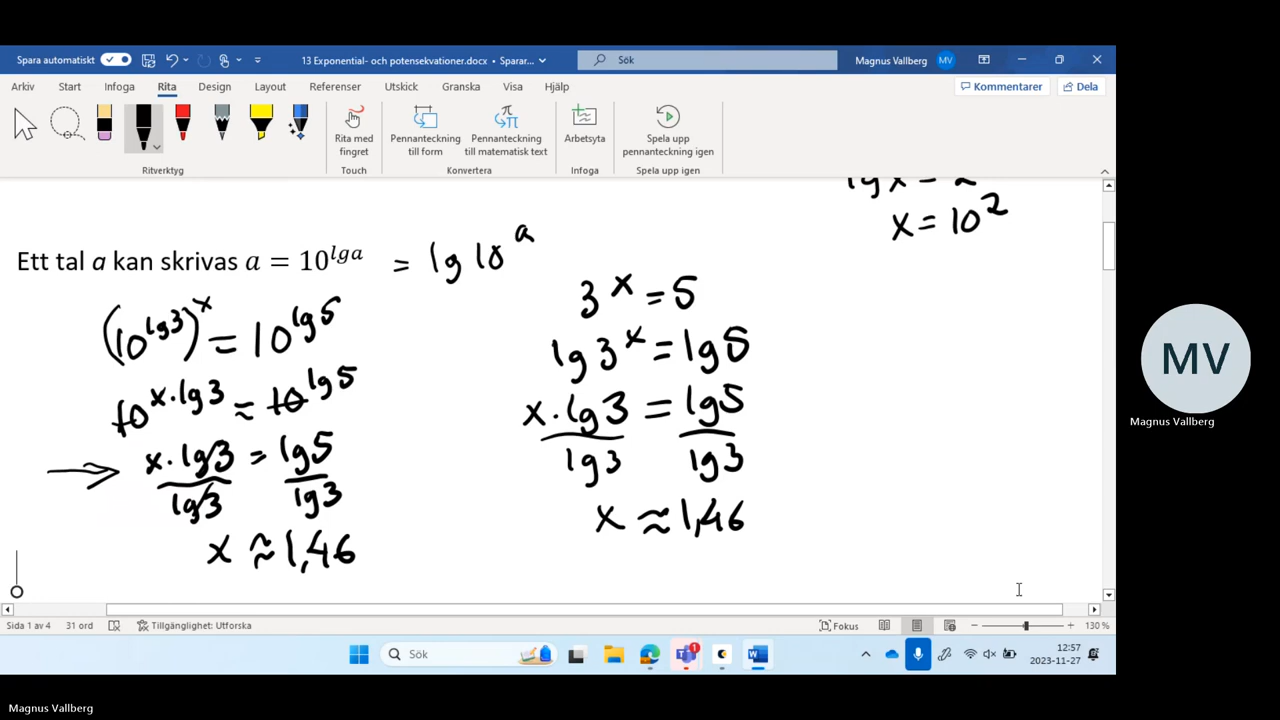 Spara automatiskt
13 Exponential- och potensekvationer.docx • Sparar...
Sök
Magnus Vallberg
MV
Arkiv Start Infoga Rita Design Layout Referenser Utskick Granska Visa Hjälp
Kommentarer
Dela
Rita med fingret
Pennanteckning till form
Pennanteckning till matematisk text
Arbetsyta
Spela upp pennanteckning igen
Ritverktyg
Touch
Konvertera
Infoga
Spela upp igen
lg x = 2
x = 10^2
Ett tal a kan skrivas a = 10^{lga} = lg 10^a
(10^{lg3})^x = 10^{lg5}
10^{x·lg3} = 10^{lg5}
x·lg3 = lg5
lg3 lg3
x ≈ 1,46
3^x = 5
lg3^x = lg5
x·lg3 = lg5
lg3 lg3
x ≈ 1,46
MV
Magnus Vallberg
Sida 1 av 4
31 ord
Tillgänglighet: Utforska
Fokus
130 %
Sök
1
12:57
2023-11-27
Magnus Vallberg